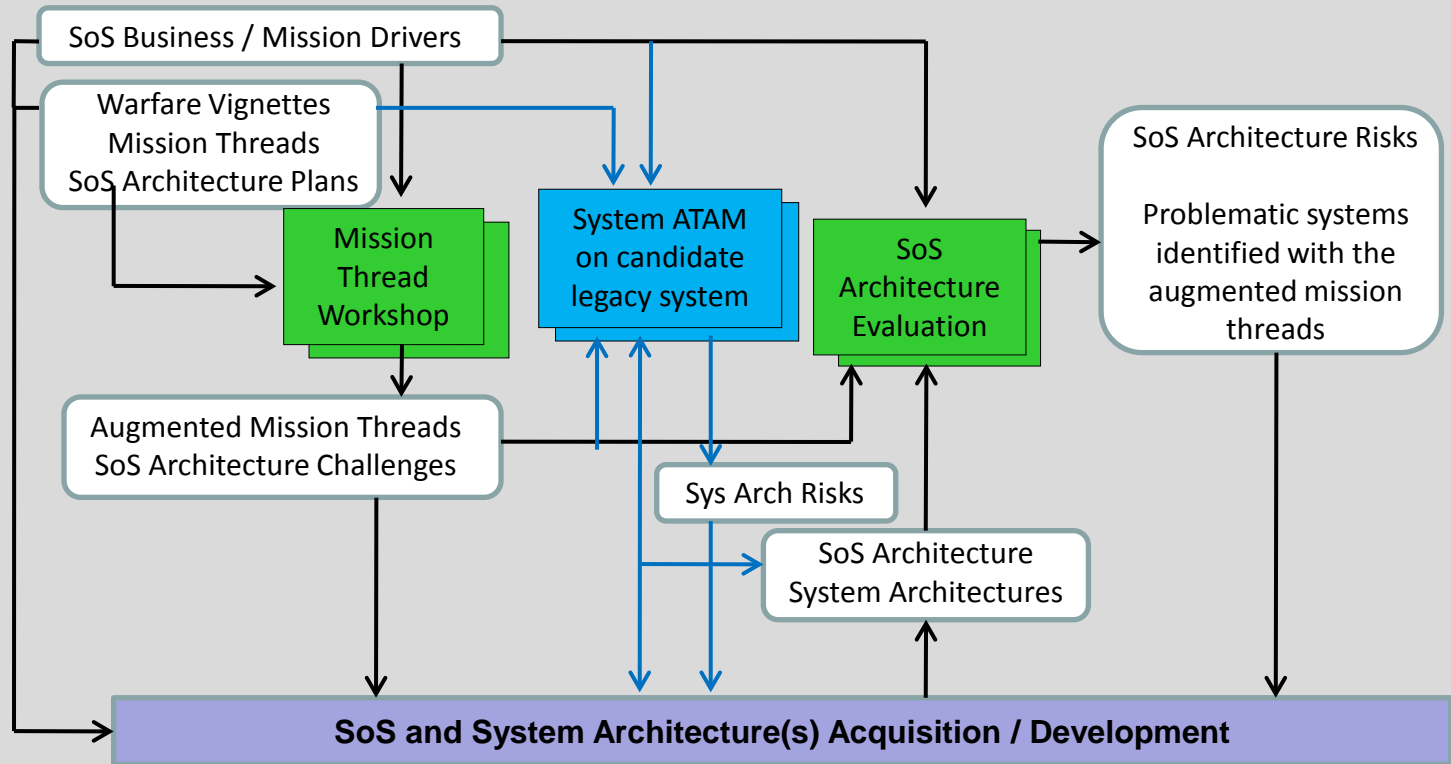 SoS Business / Mission Drivers
Warfare Vignettes
Mission Threads
SoS Architecture Plans
Mission
Thread
Workshop
System ATAM
on candidate
legacy system
SoS
Architecture
Evaluation
SoS Architecture Risks
Problematic systems
identified with the
augmented mission
threads
Augmented Mission Threads
SoS Architecture Challenges
Sys Arch Risks
SoS Architecture
System Architectures
SoS and System Architecture(s) Acquisition / Development